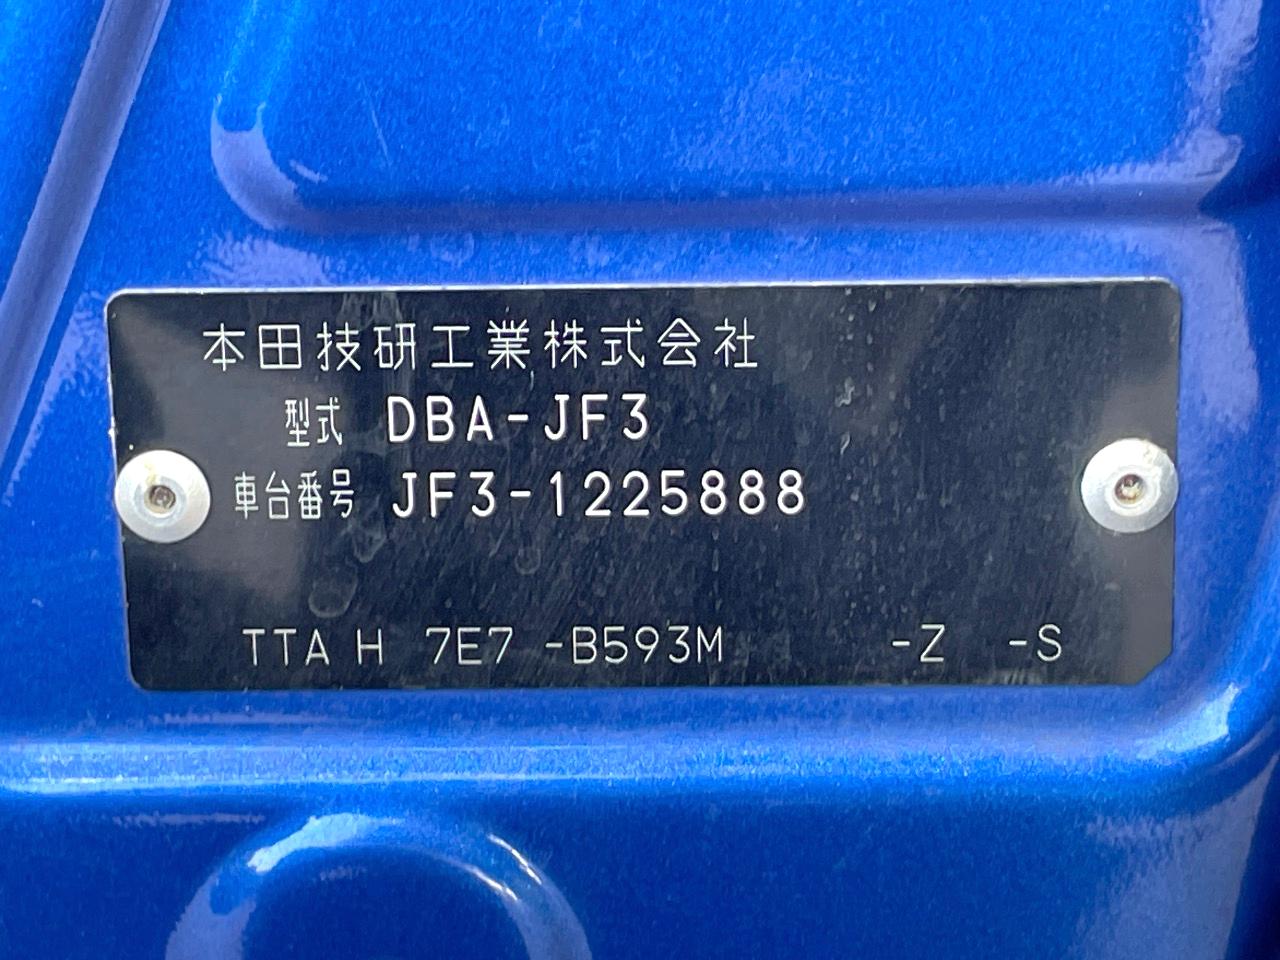 本田技研工業株式会社
型式 DBA-JF3
車台番号 JF3-1225888
TTA H 7E7 -B593M -Z -S